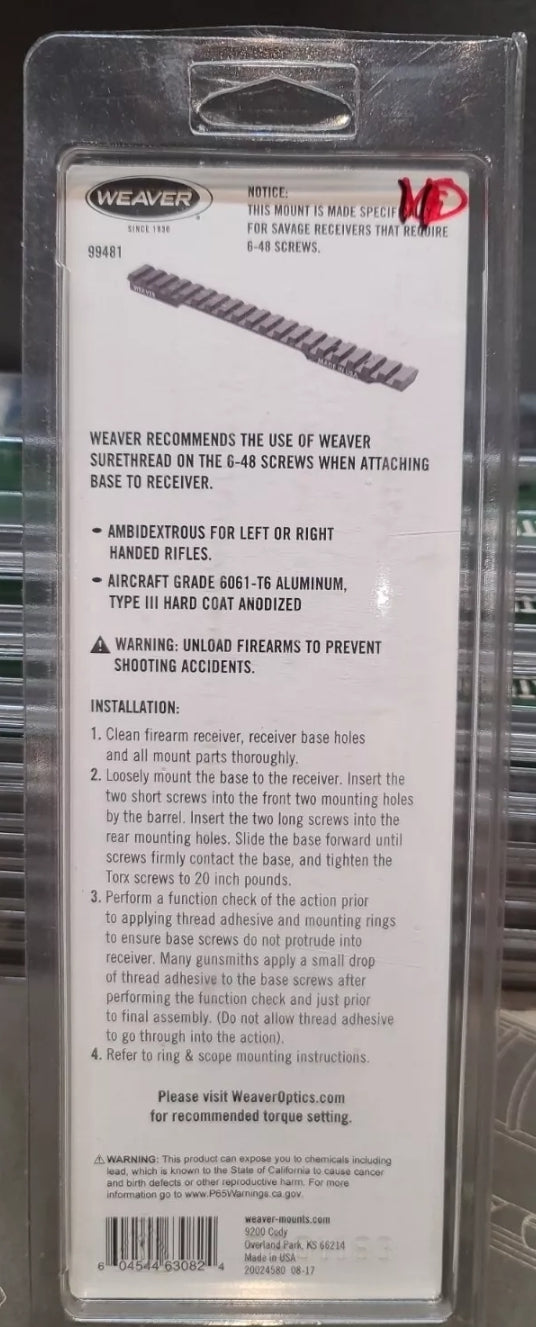 WEAVER
SINCE 1930
99481
NOTICE:
THIS MOUNT IS MADE SPECIF
FOR SAVAGE RECEIVERS THAT REQUIRE
6-48 SCREWS.
WEAVER
MADE IN USA
WEAVER RECOMMENDS THE USE OF WEAVER
SURETHREAD ON THE 6-48 SCREWS WHEN ATTACHING
BASE TO RECEIVER.
• AMBIDEXTROUS FOR LEFT OR RIGHT
HANDED RIFLES.
• AIRCRAFT GRADE 6061-T6 ALUMINUM,
TYPE III HARD COAT ANODIZED
WARNING: UNLOAD FIREARMS TO PREVENT
SHOOTING ACCIDENTS.
INSTALLATION:
1. Clean firearm receiver, receiver base holes
and all mount parts thoroughly.
2. Loosely mount the base to the receiver. Insert the
two short screws into the front two mounting holes
by the barrel. Insert the two long screws into the
rear mounting holes. Slide the base forward until
screws firmly contact the base, and tighten the
Torx screws to 20 inch pounds.
3. Perform a function check of the action prior
to applying thread adhesive and mounting rings
to ensure base screws do not protrude into
receiver. Many gunsmiths apply a small drop
of thread adhesive to the base screws after
performing the function check and just prior
to final assembly. (Do not allow thread adhesive
to go through into the action).
4. Refer to ring & scope mounting instructions.
Please visit WeaverOptics.com
for recommended torque setting.
WARNING: This product can expose you to chemicals including
lead, which is known to the State of California to cause cancer
and birth defects or other reproductive harm. For more
information go to www.P65Warnings.ca.gov.
6 04544 63082 4
weaver-mounts.com
9200 Cody
Overland Park, KS 66214
Made in USA
20024580 08-17